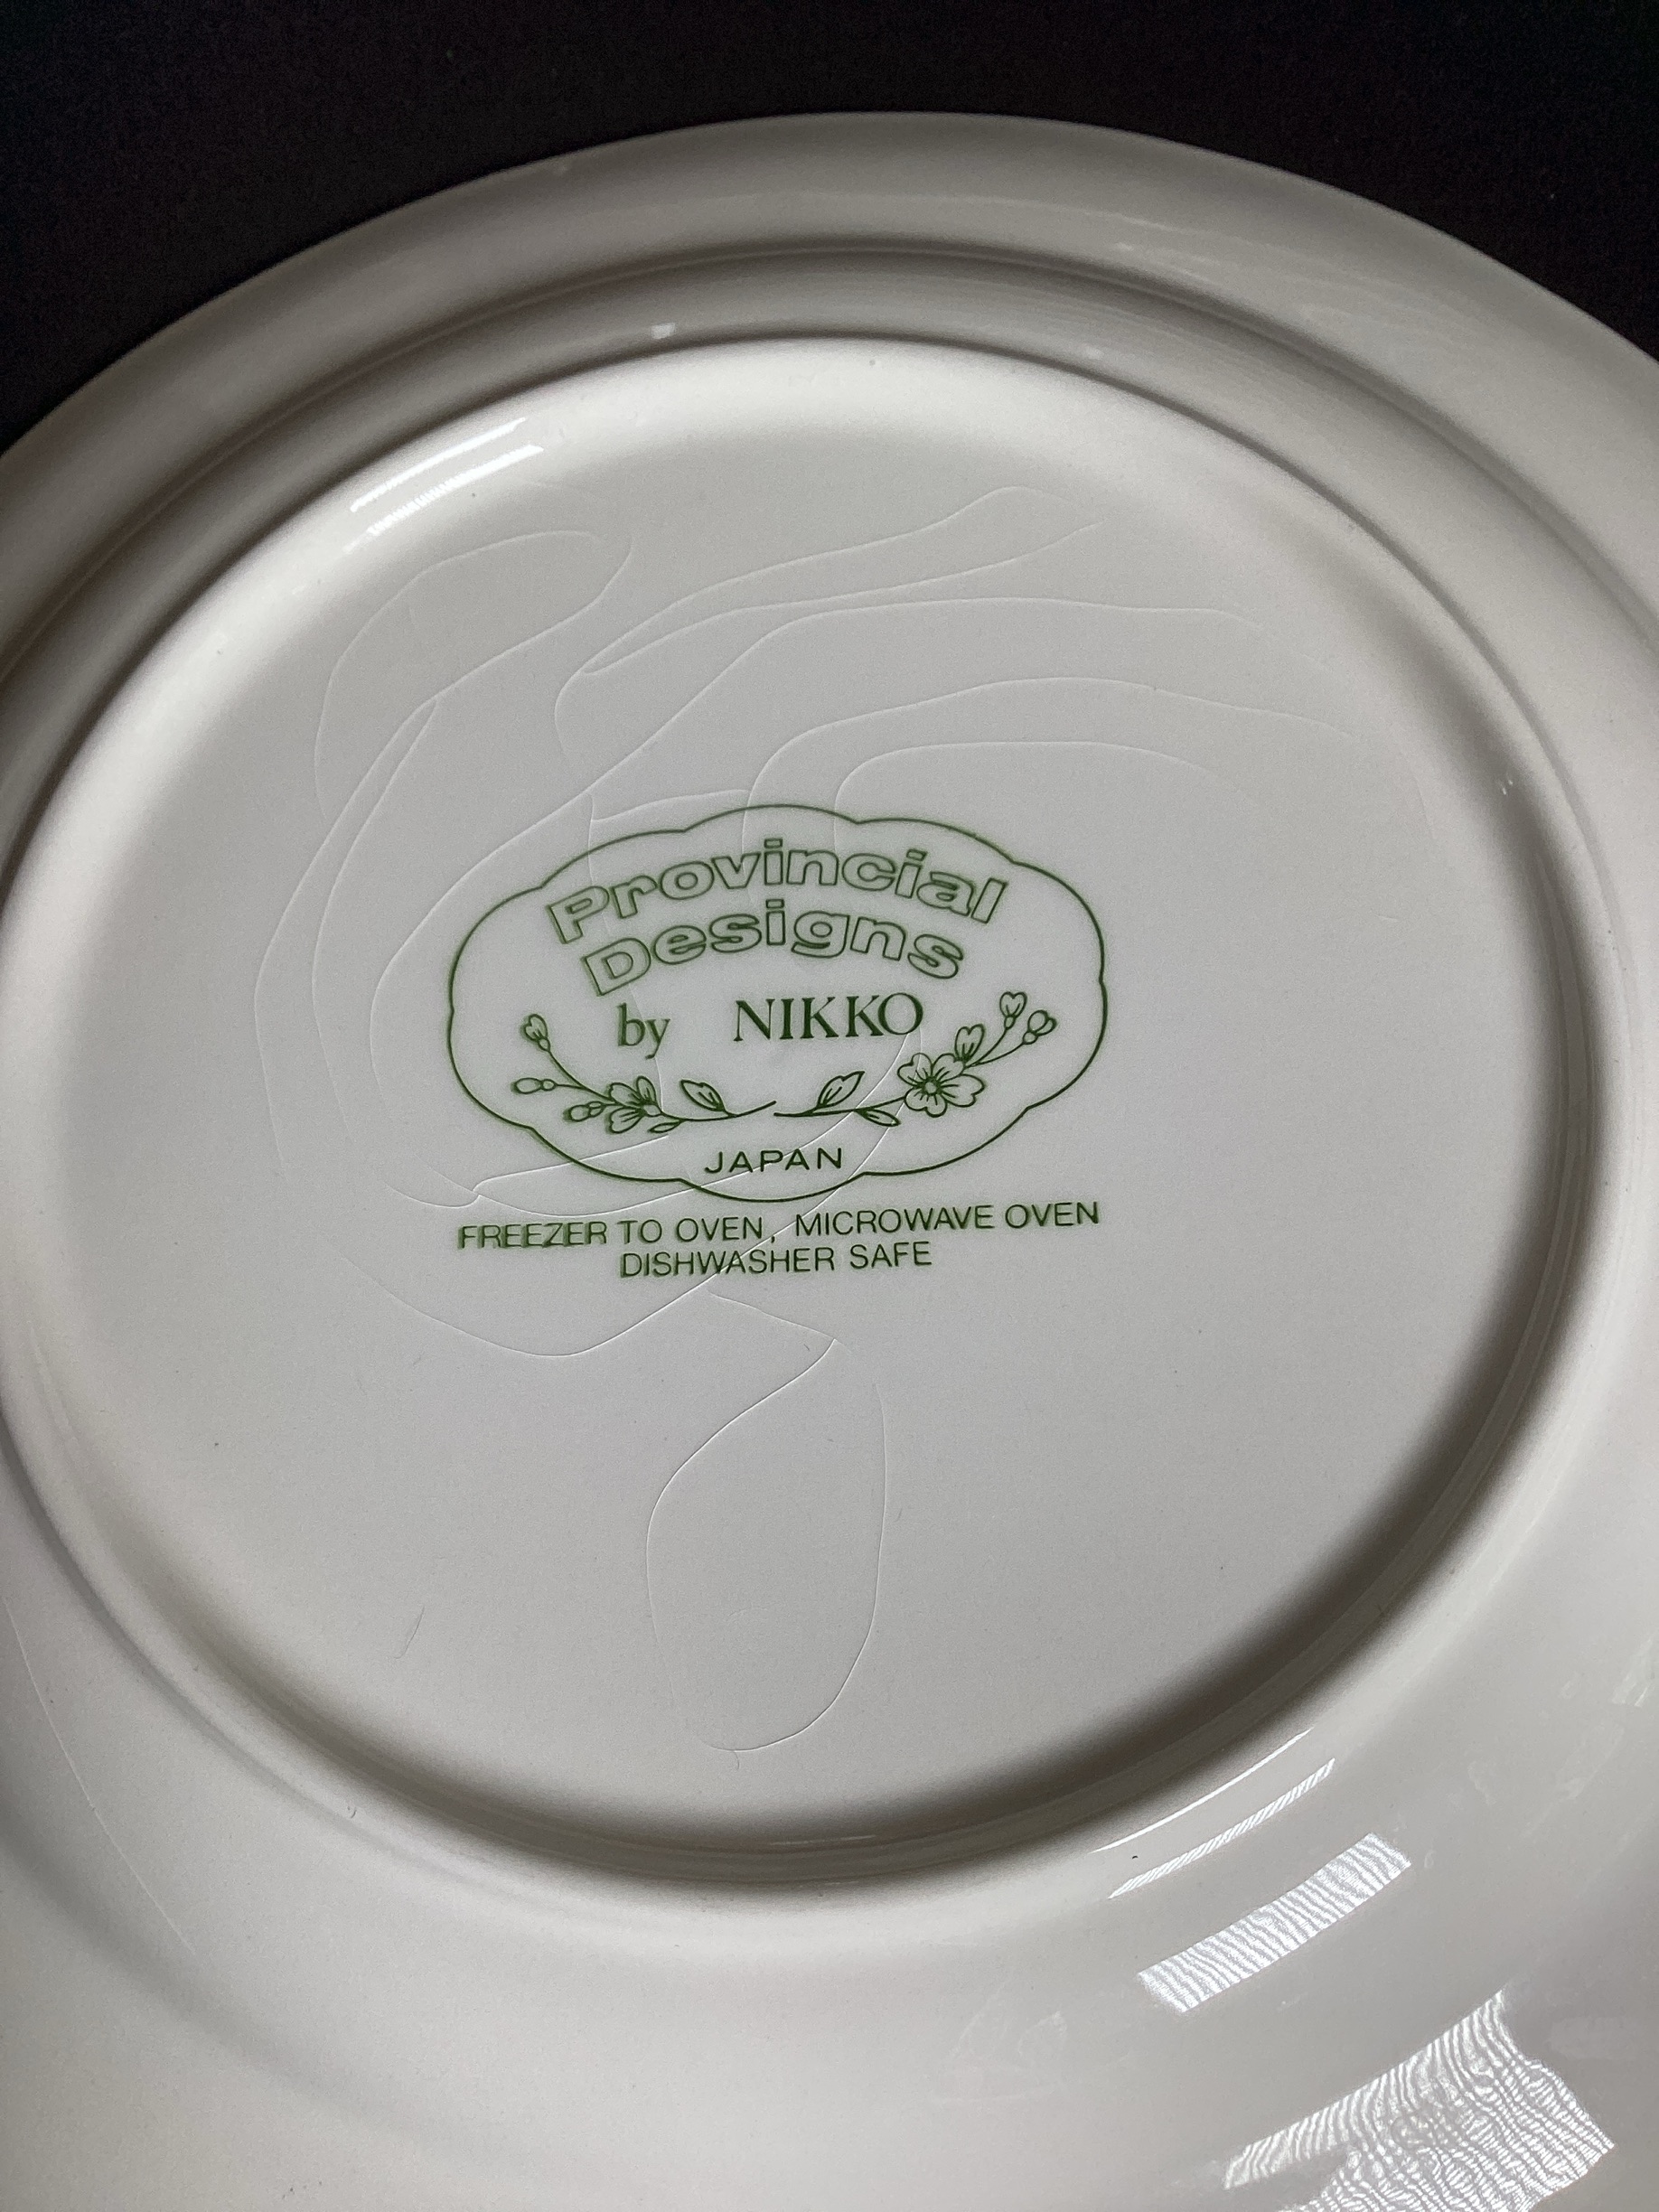 Provincial
Designs
by NIKKO
JAPAN
FREEZER TO OVEN, MICROWAVE OVEN
DISHWASHER SAFE